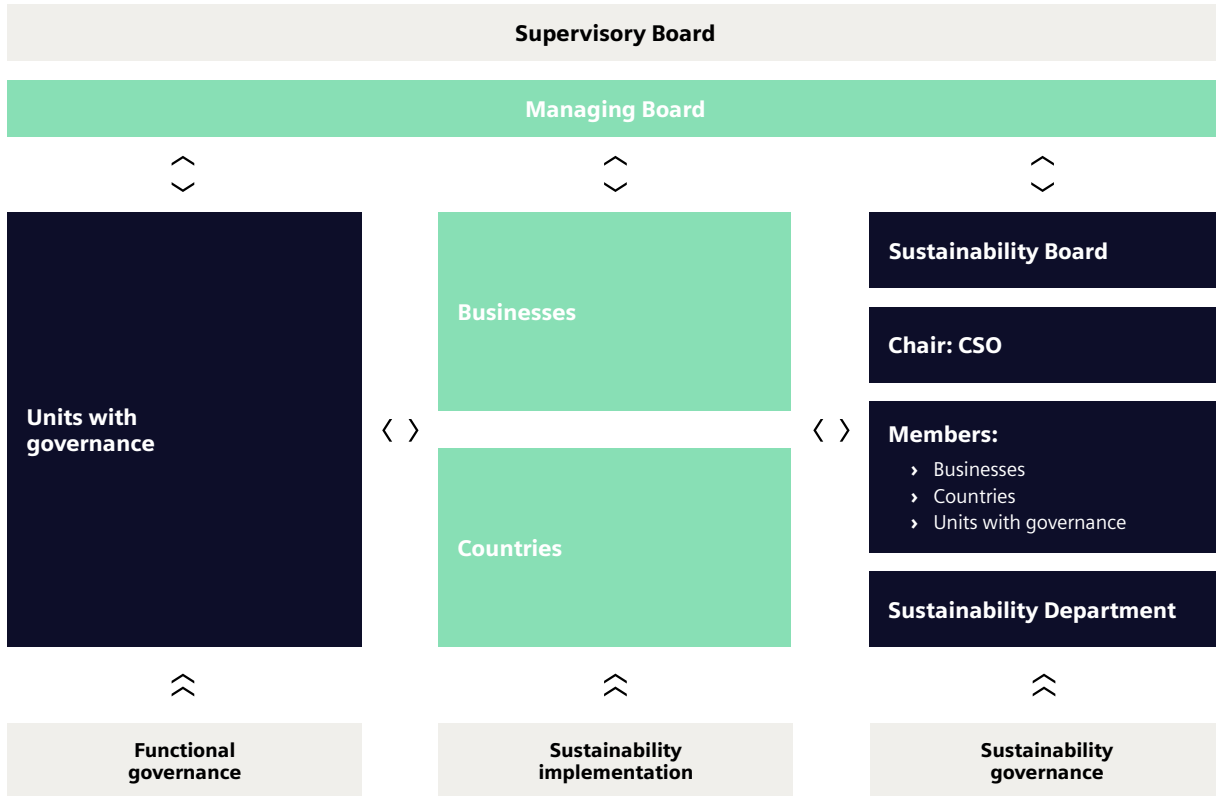 Supervisory Board
Managing Board
Units with
governance
Businesses
Countries
Sustainability Board
Chair: CSO
Members:
› Businesses
› Countries
› Units with governance
Sustainability Department
Functional
governance
Sustainability
implementation
Sustainability
governance